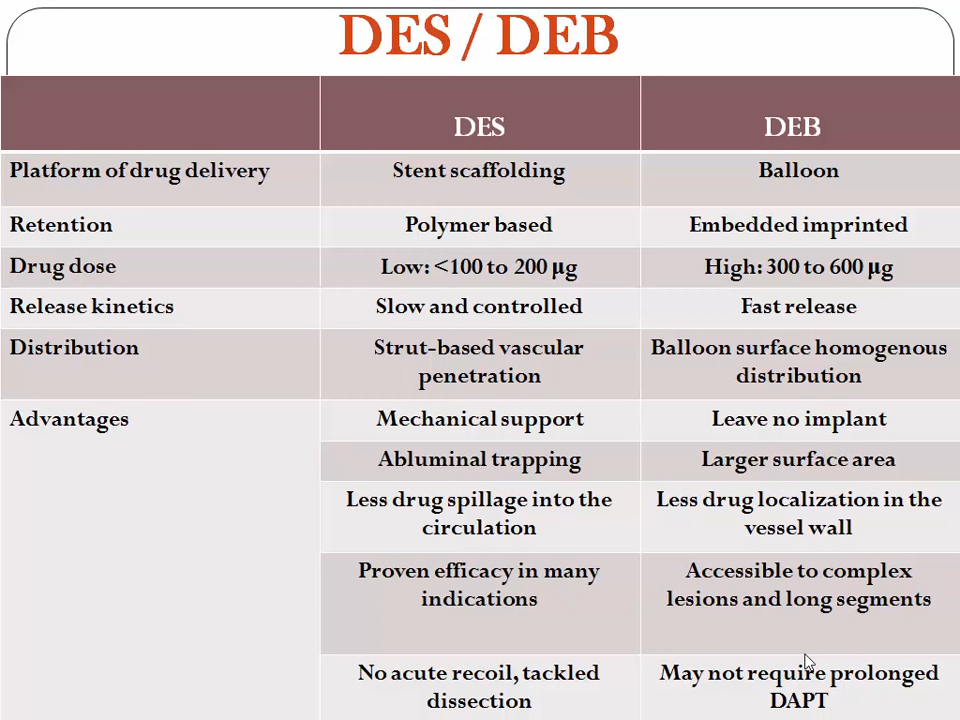 DES / DEB
DES
DEB
Platform of drug delivery
Stent scaffolding
Balloon
Retention
Polymer based
Embedded imprinted
Drug dose
Low: <100 to 200 µg
High: 300 to 600 µg
Release kinetics
Slow and controlled
Fast release
Distribution
Strut-based vascular
penetration
Balloon surface homogenous
distribution
Advantages
Mechanical support
Leave no implant
Abluminal trapping
Larger surface area
Less drug spillage into the
circulation
Less drug localization in the
vessel wall
Proven efficacy in many
indications
Accessible to complex
lesions and long segments
No acute recoil, tackled
dissection
May not require prolonged
DAPT